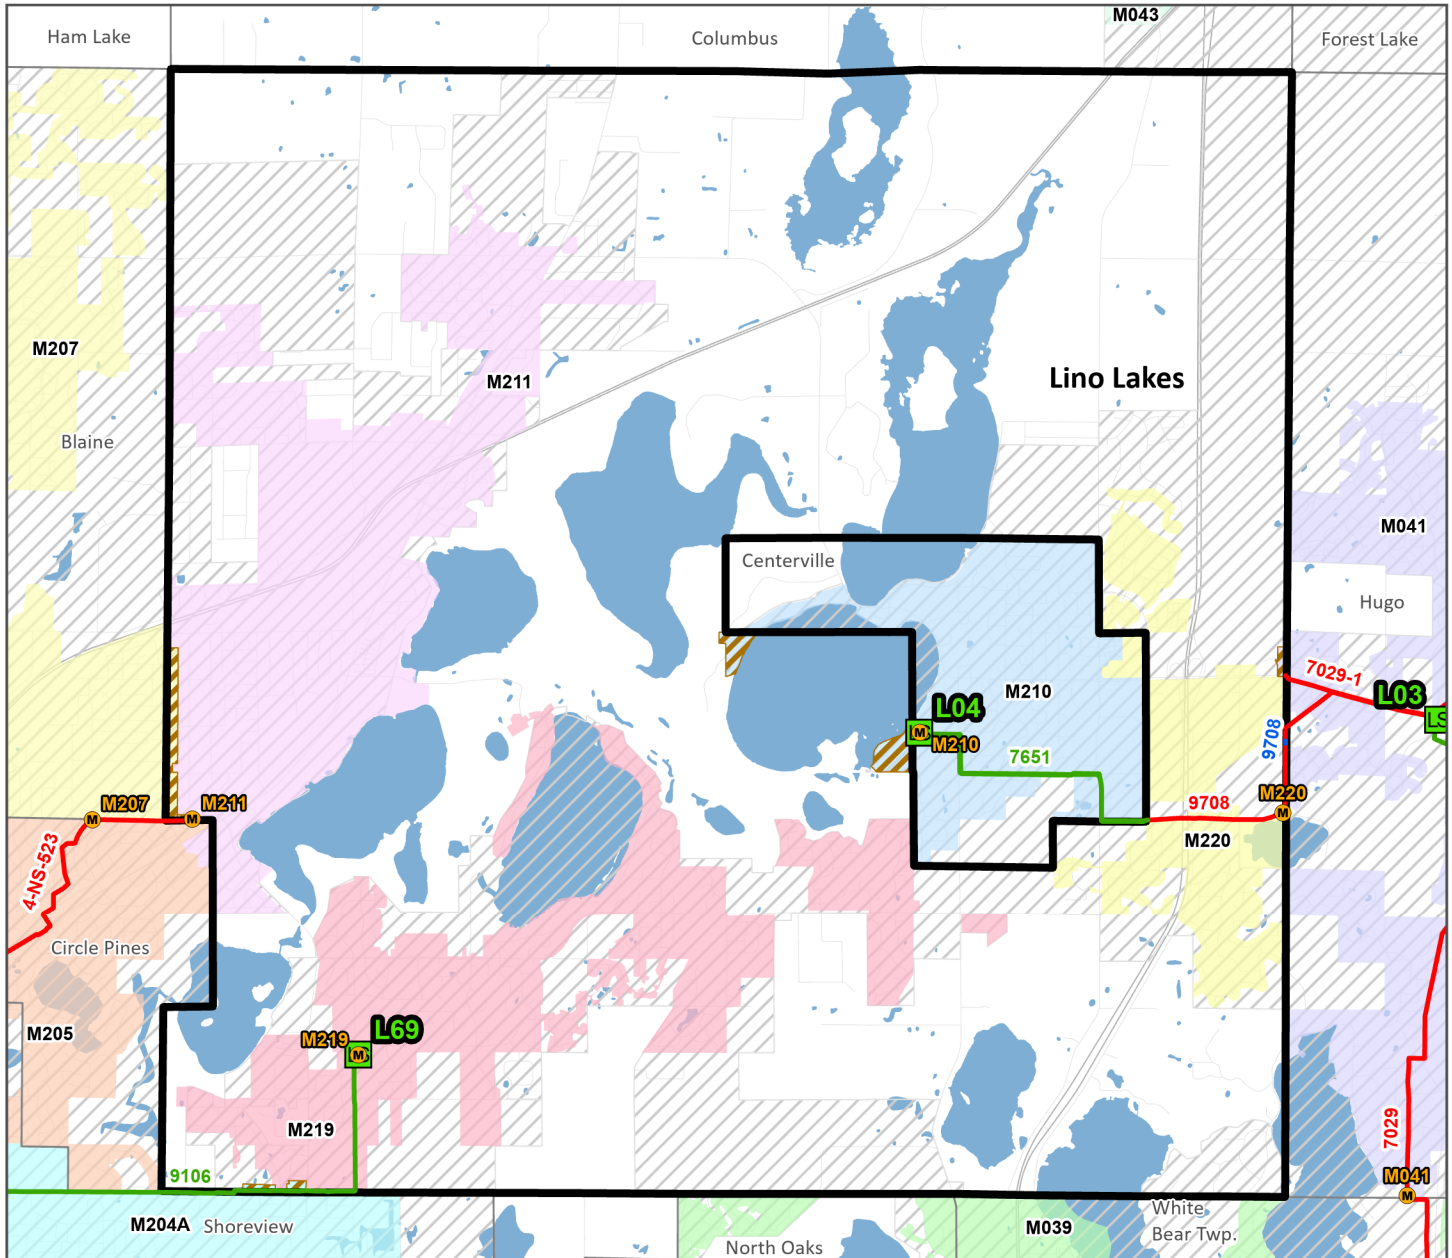 M043
Ham Lake
Columbus
Forest Lake
M207
Lino Lakes
M211
Blaine
M041
Centerville
Hugo
7029-1
M210
L04
L03
LS
M
M210
9708
7651
M220
M207
M211
9708
M
M
M
M220
4-NS-523
Circle Pines
L69
M219
M
M205
7029
M219
9106
M041
M
M204A
Shoreview
M039
White
Bear Twp.
North Oaks